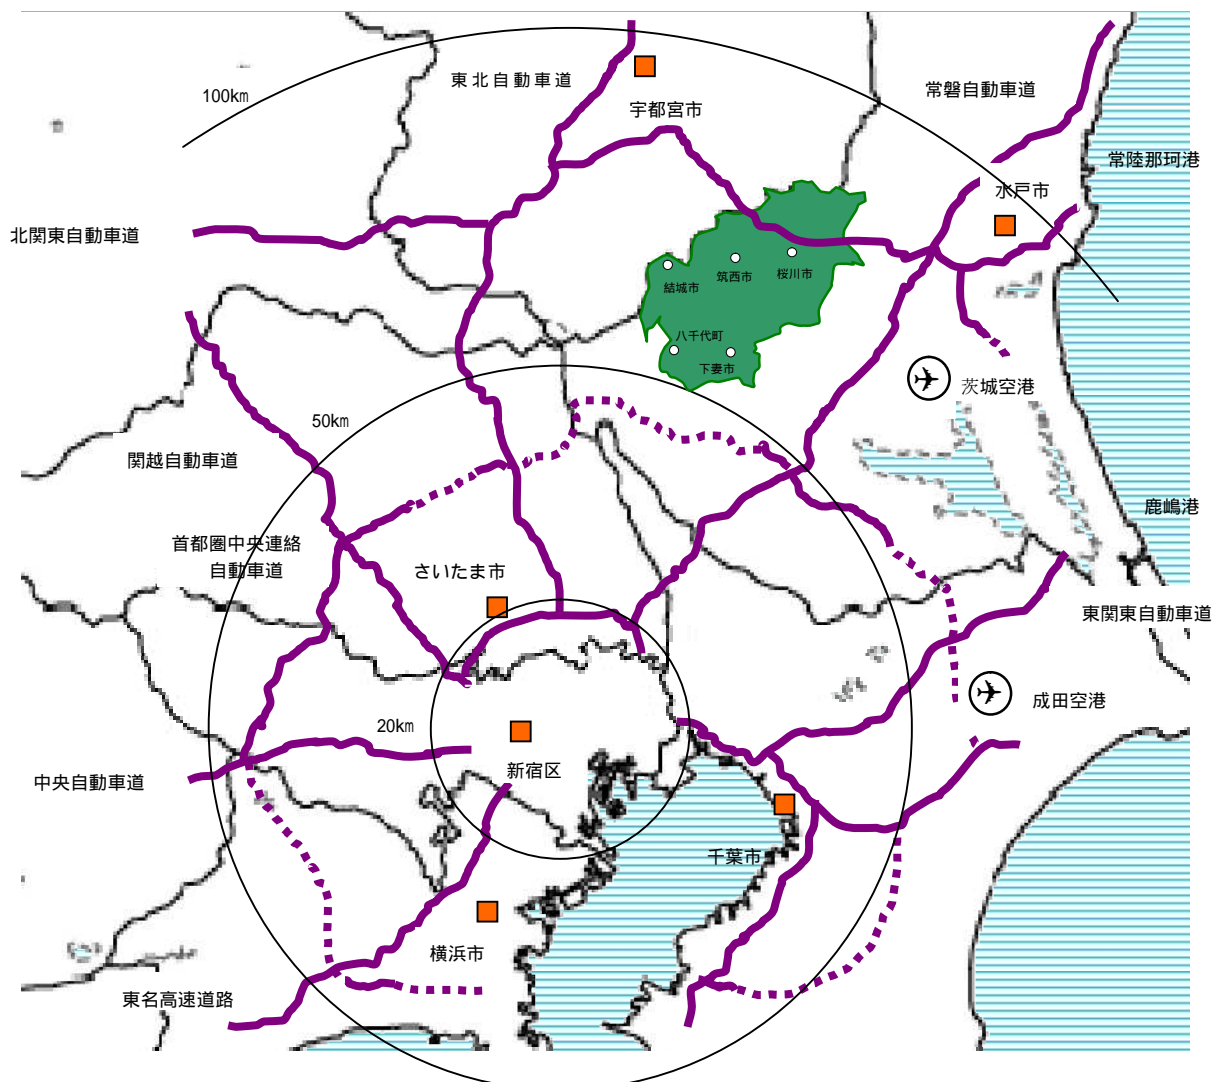 東北自動車道
常磐自動車道
100km
宇都宮市
常陸那珂港
水戸市
北関東自動車道
結城市
筑西市
桜川市
八千代町
下妻市
茨城空港
50km
関越自動車道
鹿嶋港
首都圏中央連絡
自動車道
さいたま市
東関東自動車道
成田空港
20km
新宿区
中央自動車道
千葉市
横浜市
東名高速道路